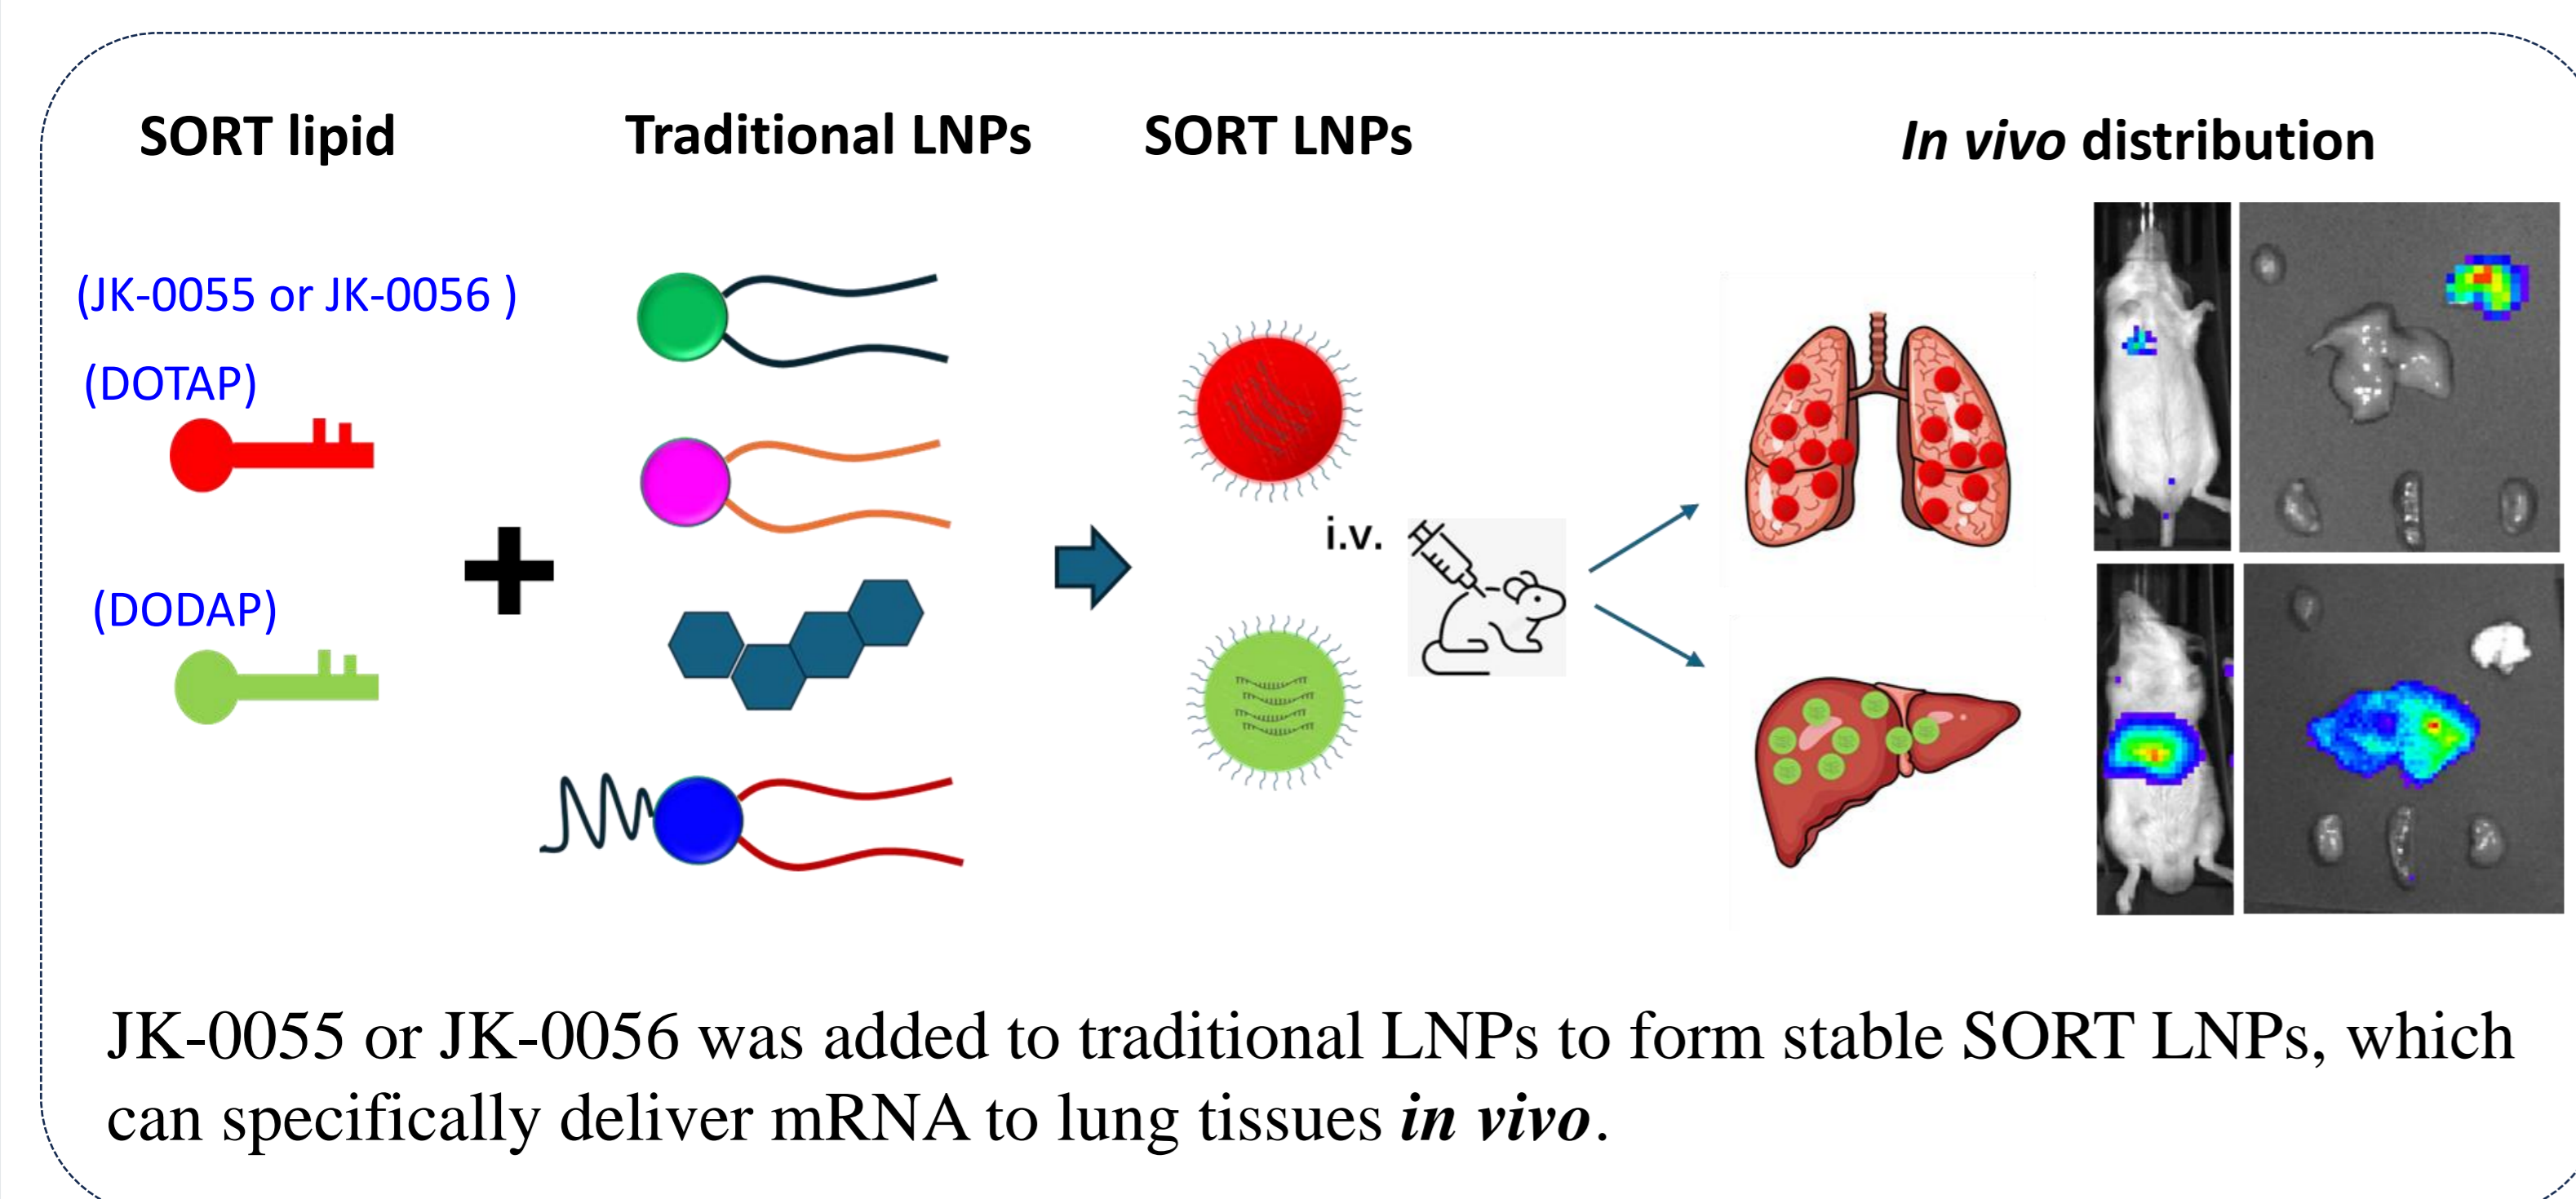 SORT lipid
Traditional LNPs
SORT LNPs
In vivo distribution
(JK-0055 or JK-0056 )
(DOTAP)
(DODAP)
i.v.
JK-0055 or JK-0056 was added to traditional LNPs to form stable SORT LNPs, which
can specifically deliver mRNA to lung tissues in vivo.